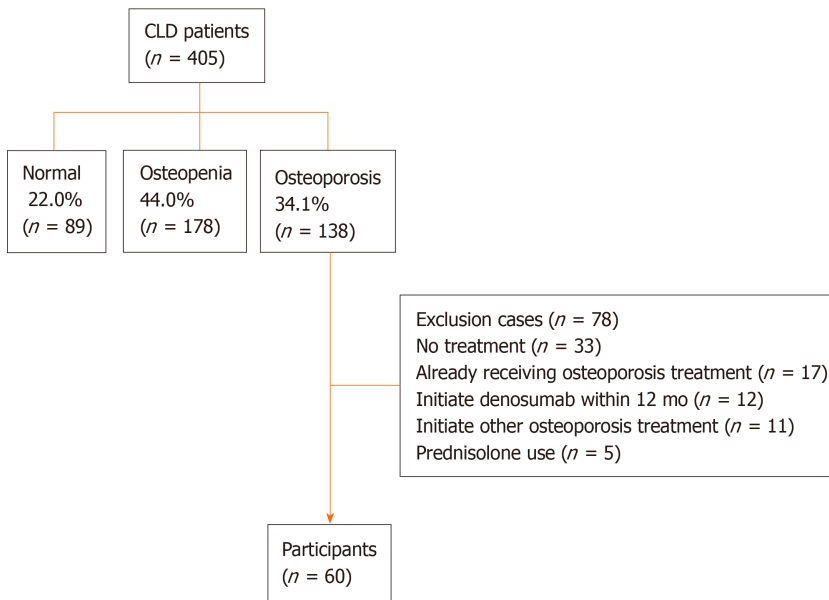 CLD patients
(n = 405)
Normal
22.0%
(n = 89)
Osteopenia
44.0%
(n = 178)
Osteoporosis
34.1%
(n = 138)
Exclusion cases (n = 78)
No treatment (n = 33)
Already receiving osteoporosis treatment (n = 17)
Initiate denosumab within 12 mo (n = 12)
Initiate other osteoporosis treatment (n = 11)
Prednisolone use (n = 5)
Participants
(n = 60)